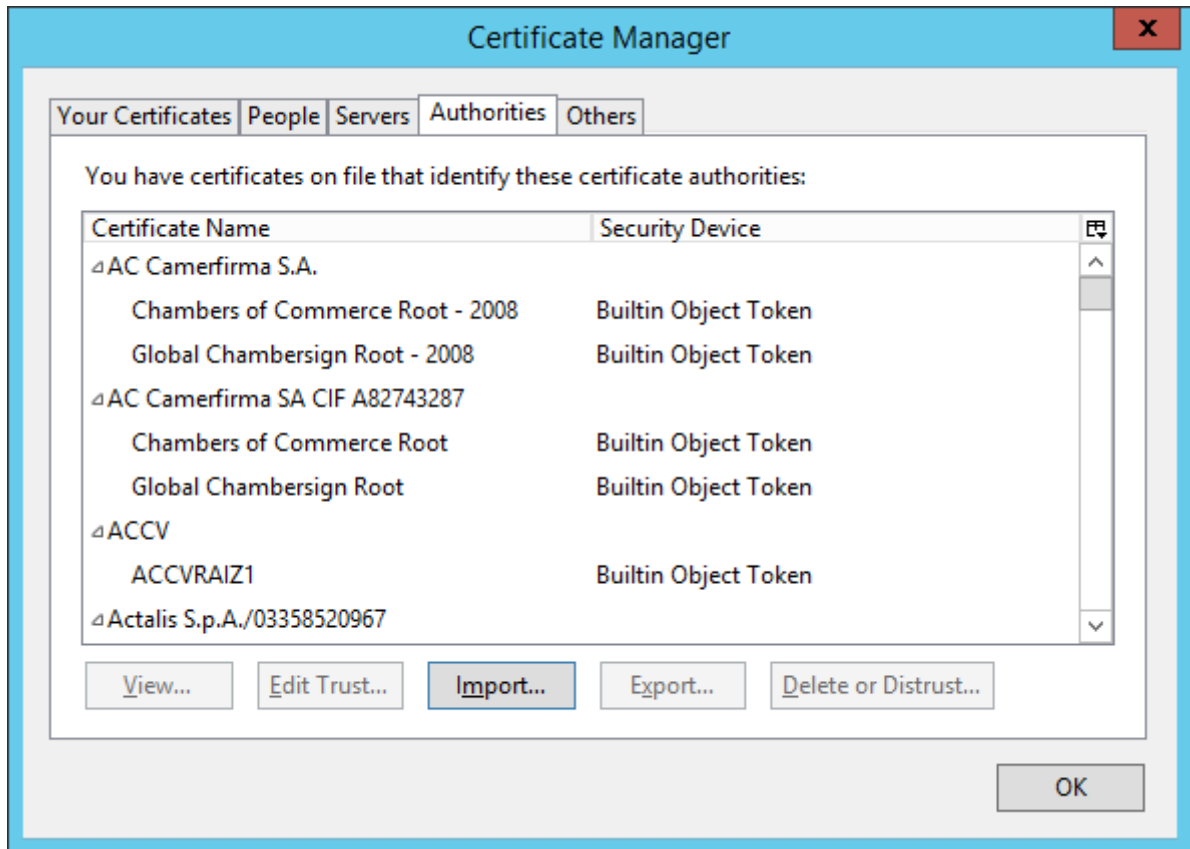 Certificate Manager
x
Your Certificates People Servers Authorities Others
You have certificates on file that identify these certificate authorities:
Certificate Name Security Device
AC Camerfirma S.A.
Chambers of Commerce Root - 2008 Builtin Object Token
Global Chambersign Root - 2008 Builtin Object Token
AC Camerfirma SA CIF A82743287
Chambers of Commerce Root Builtin Object Token
Global Chambersign Root Builtin Object Token
ACCV
ACCVRAIZ1 Builtin Object Token
Actalis S.p.A./03358520967
View... Edit Trust... Import... Export... Delete or Distrust...
OK